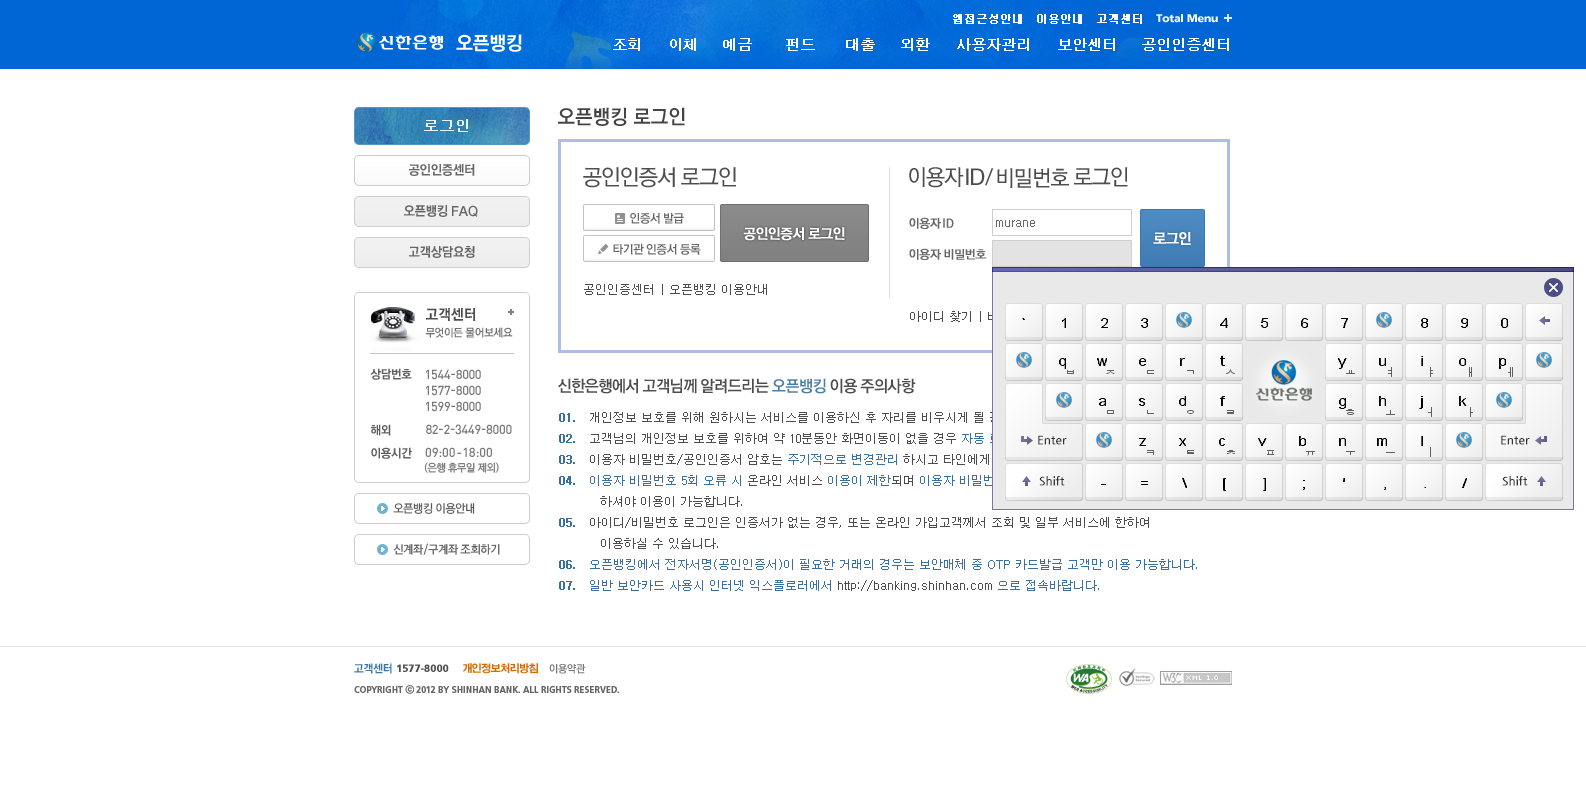 웹접근성안내 이용안내 고객센터 Total Menu +
신한은행 오픈뱅킹 조회 이체 예금 펀드 대출 외환 사용자관리 보안센터 공인인증센터
로그인
공인인증센터
오픈뱅킹 FAQ
고객상담요청
고객센터 +
무엇이든 물어보세요
상담번호 1544-8000
1577-8000
1599-8000
해외 82-2-3449-8000
이용시간 09:00-18:00
(은행 휴무일 제외)
오픈뱅킹 이용안내
신계좌/구계좌 조회하기
오픈뱅킹 로그인
공인인증서 로그인
인증서 발급
타기관 인증서 등록
공인인증서 로그인
공인인증센터 | 오픈뱅킹 이용안내
이용자ID/비밀번호 로그인
이용자ID murane
이용자 비밀번호
로그인
아이디 찾기 |
` 1 2 3 4 5 6 7 8 9 0
qㅂ wㅈ eㄷ rㄱ tㅅ yㅛ uㅕ iㅑ oㅐ pㅔ
aㅁ sㄴ dㅇ fㄹ 신한은행 gㅎ hㅗ jㅓ kㅏ
Enter zㅋ xㅌ cㅊ vㅍ bㅠ nㅜ mㅡ lㅣ Enter
Shift - = \ [ ] ; ' , . / Shift
신한은행에서 고객님께 알려드리는 오픈뱅킹 이용 주의사항
01. 개인정보 보호를 위해 원하시는 서비스를 이용하신 후 자리를 비우시게 될
02. 고객님의 개인정보 보호를 위하여 약 10분동안 화면이동이 없을 경우 자동
03. 이용자 비밀번호/공인인증서 암호는 주기적으로 변경관리 하시고 타인에게
04. 이용자 비밀번호 5회 오류 시 온라인 서비스 이용이 제한되며 이용자 비밀번
하셔야 이용이 가능합니다.
05. 아이디/비밀번호 로그인은 인증서가 없는 경우, 또는 온라인 가입고객께서 조회 및 일부 서비스에 한하여
이용하실 수 있습니다.
06. 오픈뱅킹에서 전자서명(공인인증서)이 필요한 거래의 경우는 보안매체 중 OTP 카드발급 고객만 이용 가능합니다.
07. 일반 보안카드 사용시 인터넷 익스플로러에서 http://banking.shinhan.com 으로 접속바랍니다.
고객센터 1577-8000 개인정보처리방침 이용약관
COPYRIGHT ⓒ 2012 BY SHINHAN BANK. ALL RIGHTS RESERVED.
WA
WEB ACCESSIBILITY
W3C XML 1.0